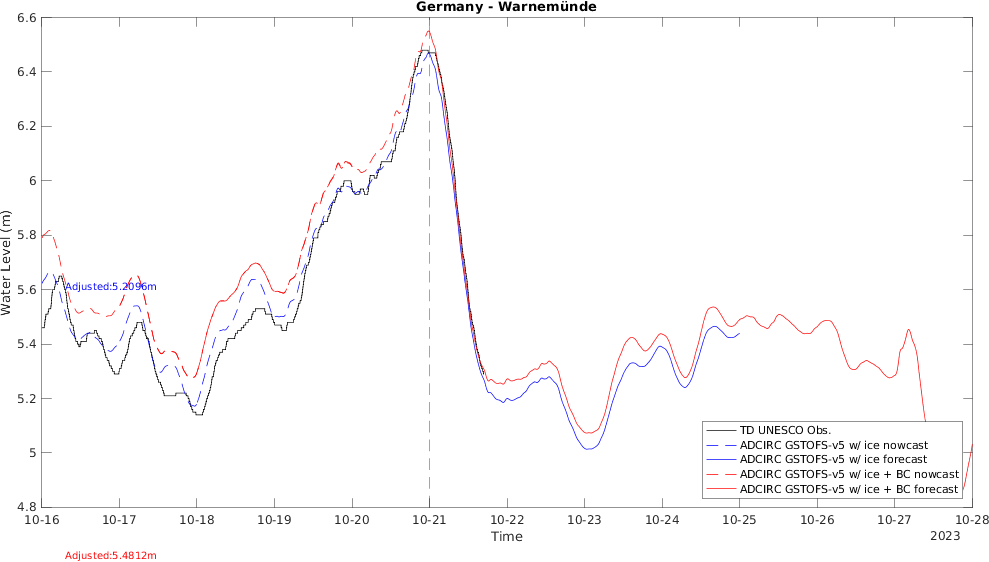 Germany - Warnemünde
6.6
6.4
6.2
6
5.8
5.6
5.4
5.2
5
4.8
Water Level (m)
Adjusted:5.2096m
TD UNESCO Obs.
ADCIRC GSTOFS-v5 w/ ice nowcast
ADCIRC GSTOFS-v5 w/ ice forecast
ADCIRC GSTOFS-v5 w/ ice + BC nowcast
ADCIRC GSTOFS-v5 w/ ice + BC forecast
10-16 10-17 10-18 10-19 10-20 10-21 10-22 10-23 10-24 10-25 10-26 10-27 10-28
Time
2023
Adjusted:5.4812m